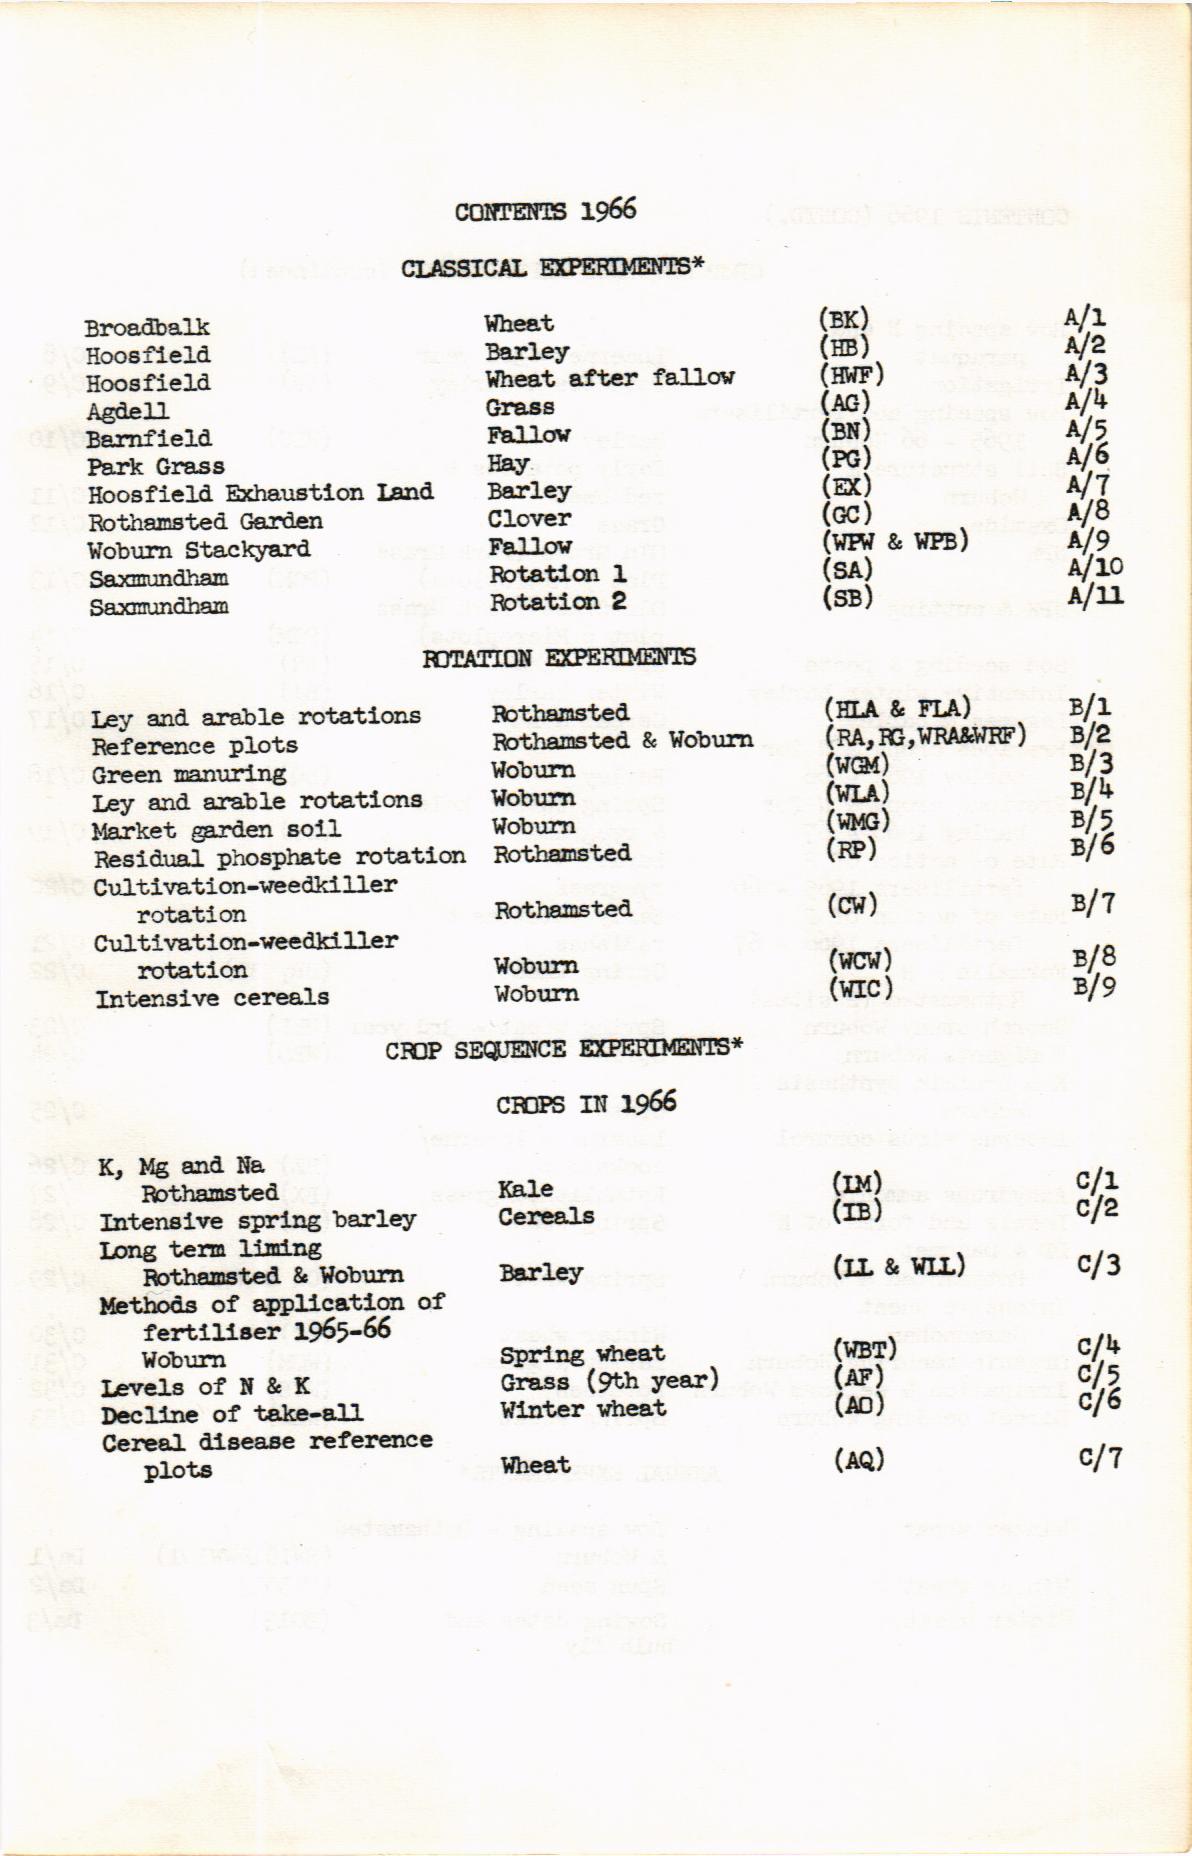 CONTENTS 1966
CLASSICAL EXPERIMENTS*
Broadbalk Wheat (BK) A/1
Hoosfield Barley (HB) A/2
Hoosfield Wheat after fallow (HWF) A/3
Agdell Grass (AG) A/4
Barnfield Fallow (BN) A/5
Park Grass Hay (PG) A/6
Hoosfield Exhaustion Land Barley (EX) A/7
Rothamsted Garden Clover (GC) A/8
Woburn Stackyard Fallow (WPW & WPB) A/9
Saxmundham Rotation 1 (SA) A/10
Saxmundham Rotation 2 (SB) A/11
ROTATION EXPERIMENTS
Ley and arable rotations Rothamsted (HLA & FLA) B/1
Reference plots Rothamsted & Woburn (RA,RG,WRA&WRF) B/2
Green manuring Woburn (WGM) B/3
Ley and arable rotations Woburn (WLA) B/4
Market garden soil Woburn (WMG) B/5
Residual phosphate rotation Rothamsted (RP) B/6
Cultivation-weedkiller
rotation Rothamsted (CW) B/7
Cultivation-weedkiller
rotation Woburn (WCW) B/8
Intensive cereals Woburn (WIC) B/9
CROP SEQUENCE EXPERIMENTS*
CROPS IN 1966
K, Mg and Na
Rothamsted Kale (IM) C/1
Intensive spring barley Cereals (IB) C/2
Long term liming
Rothamsted & Woburn Barley (LL & WLL) C/3
Methods of application of
fertiliser 1965-66
Woburn Spring wheat (WBT) C/4
Levels of N & K Grass (9th year) (AF) C/5
Decline of take-all Winter wheat (AO) C/6
Cereal disease reference
plots Wheat (AQ) C/7